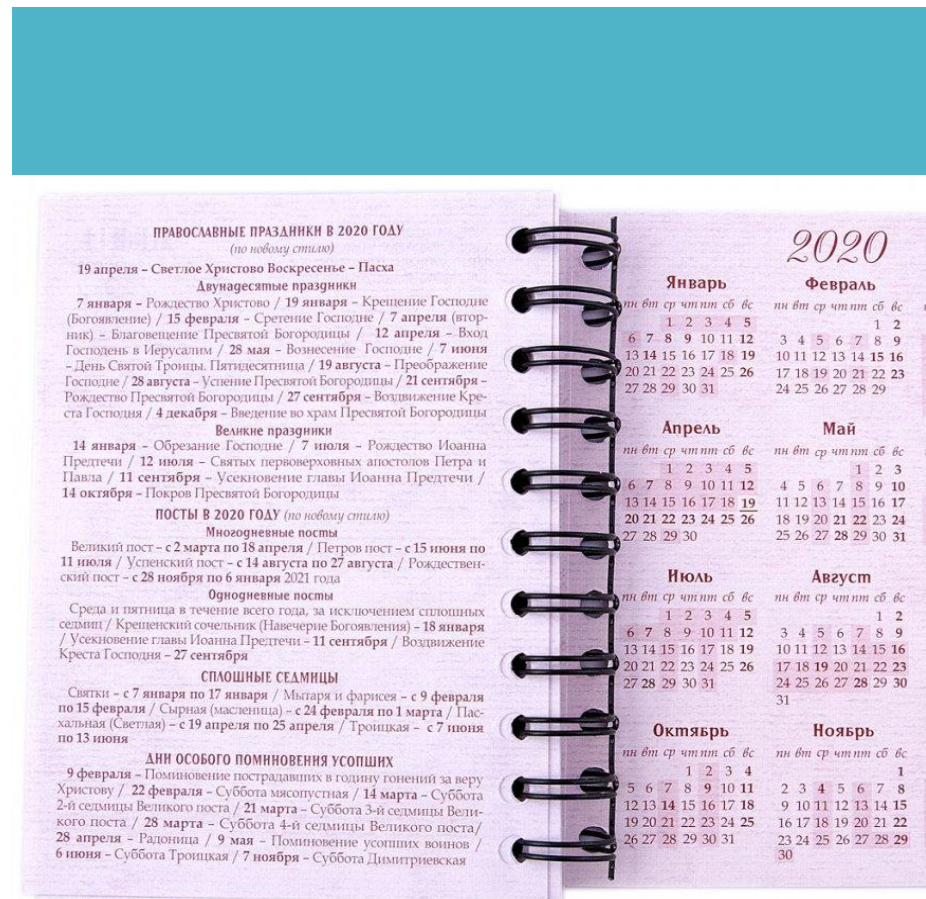 ПРАВОСЛАВНЫЕ ПРАЗДНИКИ В 2020 ГОДУ
(по новому стилю)
19 апреля – Светлое Христово Воскресенье – Пасха
Двунадесятые праздники
7 января – Рождество Христово / 19 января – Крещение Господне
(Богоявление) / 15 февраля – Сретение Господне / 7 апреля (втор-
ник) – Благовещение Пресвятой Богородицы / 12 апреля – Вход
Господень в Иерусалим / 28 мая – Вознесение Господне / 7 июня
– День Святой Троицы. Пятидесятница / 19 августа – Преображение
Господне / 28 августа – Успение Пресвятой Богородицы / 21 сентября –
Рождество Пресвятой Богородицы / 27 сентября – Воздвижение Кре-
ста Господня / 4 декабря – Введение во храм Пресвятой Богородицы
Великие праздники
14 января – Обрезание Господне / 7 июля – Рождество Иоанна
Предтечи / 12 июля – Святых первоверховных апостолов Петра и
Павла / 11 сентября – Усекновение главы Иоанна Предтечи /
14 октября – Покров Пресвятой Богородицы
ПОСТЫ В 2020 ГОДУ (по новому стилю)
Многодневные посты
Великий пост – с 2 марта по 18 апреля / Петров пост – с 15 июня по
11 июля / Успенский пост – с 14 августа по 27 августа / Рождествен-
ский пост – с 28 ноября по 6 января 2021 года
Однодневные посты
Среда и пятница в течение всего года, за исключением сплошных
седмиц / Крещенский сочельник (Навечерие Богоявления) – 18 января
/ Усекновение главы Иоанна Предтечи – 11 сентября / Воздвижение
Креста Господня – 27 сентября
СПЛОШНЫЕ СЕДМИЦЫ
Святки – с 7 января по 17 января / Мытаря и фарисея – с 9 февраля
по 15 февраля / Сырная (масленица) – с 24 февраля по 1 марта / Пас-
хальная (Светлая) – с 19 апреля по 25 апреля / Троицкая – с 7 июня
по 13 июня
ДНИ ОСОБОГО ПОМИНОВЕНИЯ УСОПШИХ
9 февраля – Поминовение пострадавших в годину гонений за веру
Христову / 22 февраля – Суббота мясопустная / 14 марта – Суббота
2-й седмицы Великого поста / 21 марта – Суббота 3-й седмицы Вели-
кого поста / 28 марта – Суббота 4-й седмицы Великого поста/
28 апреля – Радоница / 9 мая – Поминовение усопших воинов /
6 июня – Суббота Троицкая / 7 ноября – Суббота Димитриевская
2020
Январь
пн вт ср чт пт сб вс
1 2 3 4 5
6 7 8 9 10 11 12
13 14 15 16 17 18 19
20 21 22 23 24 25 26
27 28 29 30 31
Февраль
пн вт ср чт пт сб вс
1 2
3 4 5 6 7 8 9
10 11 12 13 14 15 16
17 18 19 20 21 22 23
24 25 26 27 28 29
Апрель
пн вт ср чт пт сб вс
1 2 3 4 5
6 7 8 9 10 11 12
13 14 15 16 17 18 19
20 21 22 23 24 25 26
27 28 29 30
Май
пн вт ср чт пт сб вс
1 2 3
4 5 6 7 8 9 10
11 12 13 14 15 16 17
18 19 20 21 22 23 24
25 26 27 28 29 30 31
Июль
пн вт ср чт пт сб вс
1 2 3 4 5
6 7 8 9 10 11 12
13 14 15 16 17 18 19
20 21 22 23 24 25 26
27 28 29 30 31
Август
пн вт ср чт пт сб вс
1 2
3 4 5 6 7 8 9
10 11 12 13 14 15 16
17 18 19 20 21 22 23
24 25 26 27 28 29 30
31
Октябрь
пн вт ср чт пт сб вс
1 2 3 4
5 6 7 8 9 10 11
12 13 14 15 16 17 18
19 20 21 22 23 24 25
26 27 28 29 30 31
Ноябрь
пн вт ср чт пт сб вс
1
2 3 4 5 6 7 8
9 10 11 12 13 14 15
16 17 18 19 20 21 22
23 24 25 26 27 28 29
30